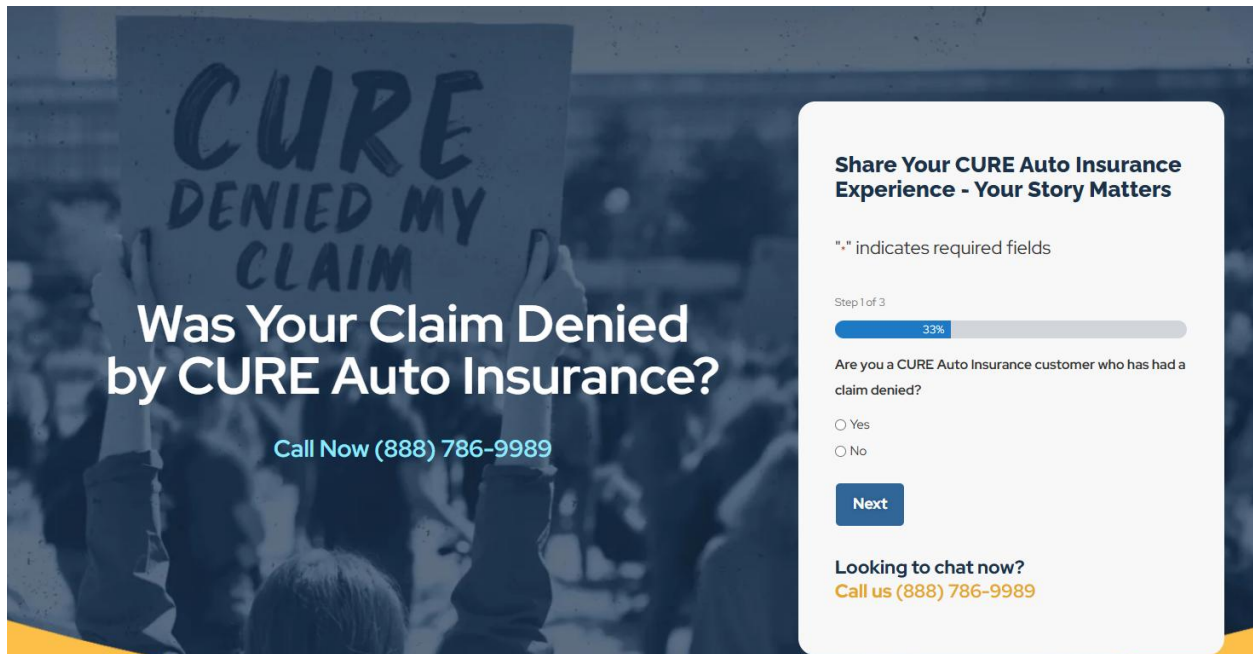 CURE
DENIED MY
CLAIM
Was Your Claim Denied
by CURE Auto Insurance?
Call Now (888) 786-9989
Share Your CURE Auto Insurance
Experience - Your Story Matters
"*" indicates required fields
Step 1 of 3
33%
Are you a CURE Auto Insurance customer who has had a
claim denied?
Yes
No
Next
Looking to chat now?
Call us (888) 786-9989